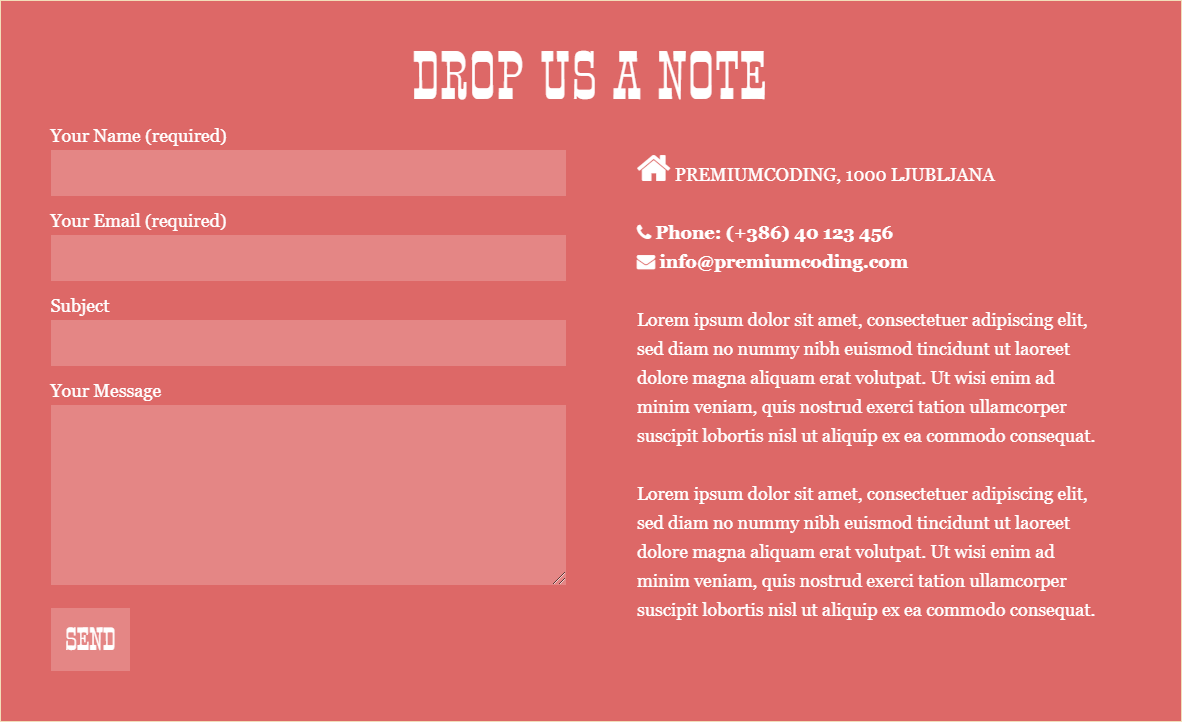 DROP US A NOTE
Your Name (required)
Your Email (required)
Subject
Your Message
SEND
PREMIUMCODING, 1000 LJUBLJANA
Phone: (+386) 40 123 456
info@premiumcoding.com
Lorem ipsum dolor sit amet, consectetuer adipiscing elit,
sed diam no nummy nibh euismod tincidunt ut laoreet
dolore magna aliquam erat volutpat. Ut wisi enim ad
minim veniam, quis nostrud exerci tation ullamcorper
suscipit lobortis nisl ut aliquip ex ea commodo consequat.
Lorem ipsum dolor sit amet, consectetuer adipiscing elit,
sed diam no nummy nibh euismod tincidunt ut laoreet
dolore magna aliquam erat volutpat. Ut wisi enim ad
minim veniam, quis nostrud exerci tation ullamcorper
suscipit lobortis nisl ut aliquip ex ea commodo consequat.